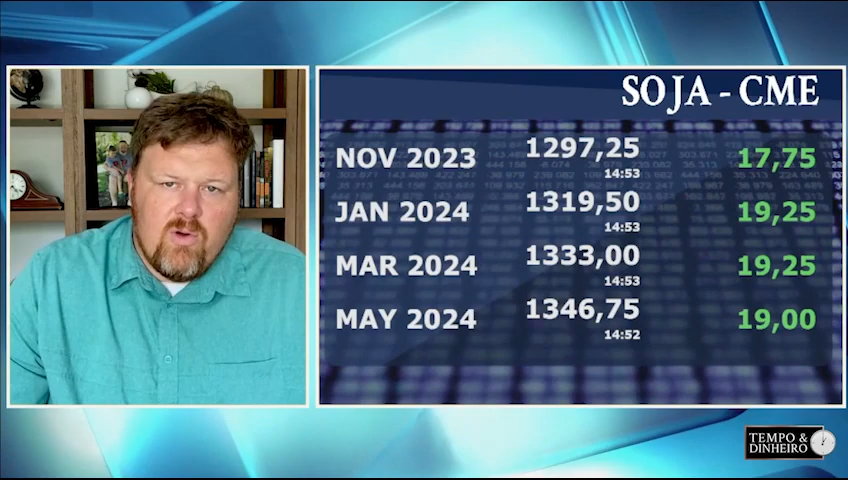 SOJA - CME
NOV 2023 1297,25 17,75
14:53
JAN 2024 1319,50 19,25
14:53
MAR 2024 1333,00 19,25
14:53
MAY 2024 1346,75 19,00
14:52
TEMPO &
DINHEIRO